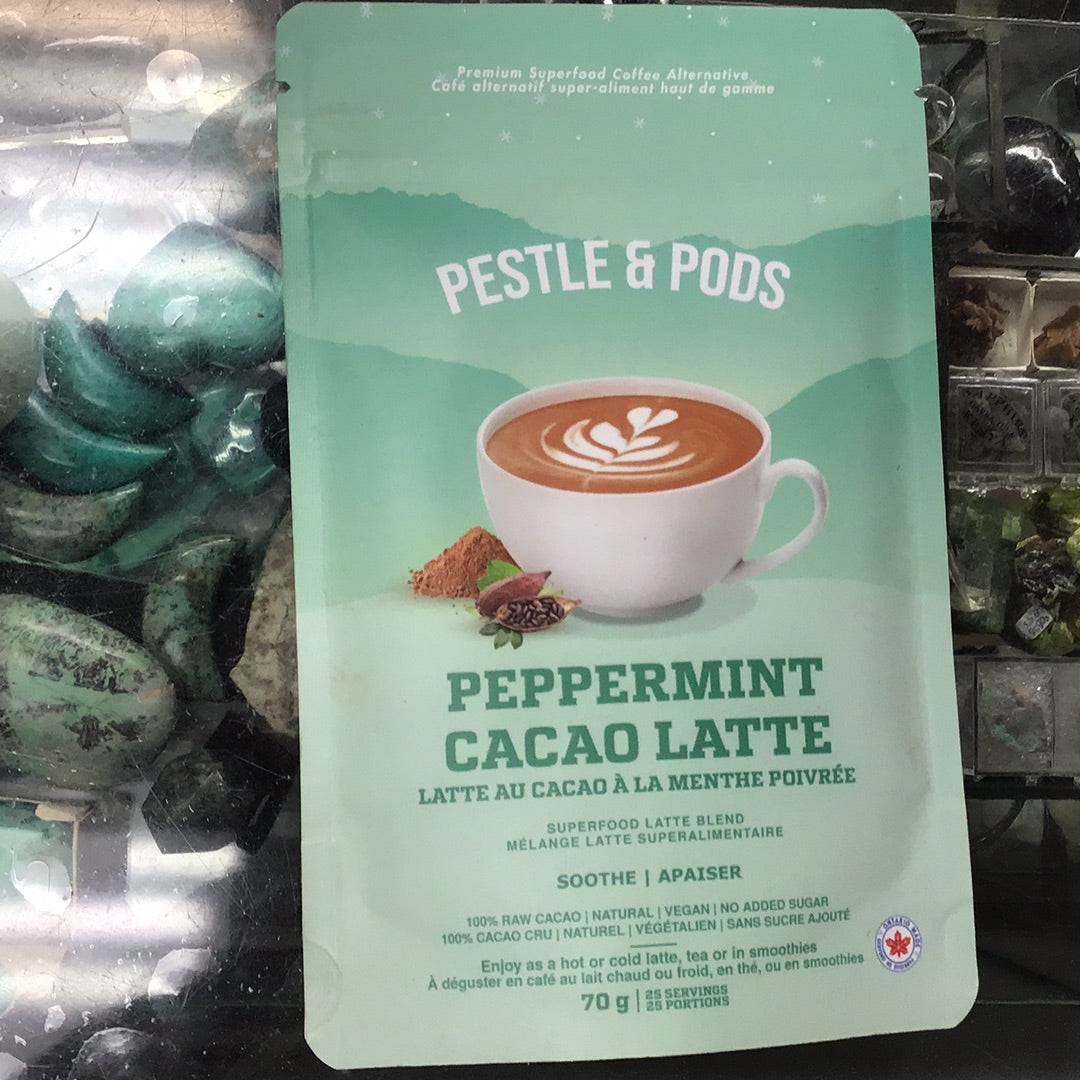 Premium Superfood Coffee Alternative
Café alternatif super-aliment haut de gamme
PESTLE & PODS
PEPPERMINT
CACAO LATTE
LATTE AU CACAO À LA MENTHE POIVRÉE
SUPERFOOD LATTE BLEND
MÉLANGE LATTE SUPERALIMENTAIRE
SOOTHE | APAISER
100% RAW CACAO | NATURAL | VEGAN | NO ADDED SUGAR
100% CACAO CRU | NATUREL | VÉGÉTALIEN | SANS SUCRE AJOUTÉ
Enjoy as a hot or cold latte, tea or in smoothies
À déguster en café au lait chaud ou froid, en thé, ou en smoothies
70 g | 25 SERVINGS
25 PORTIONS
ONTARIO MADE